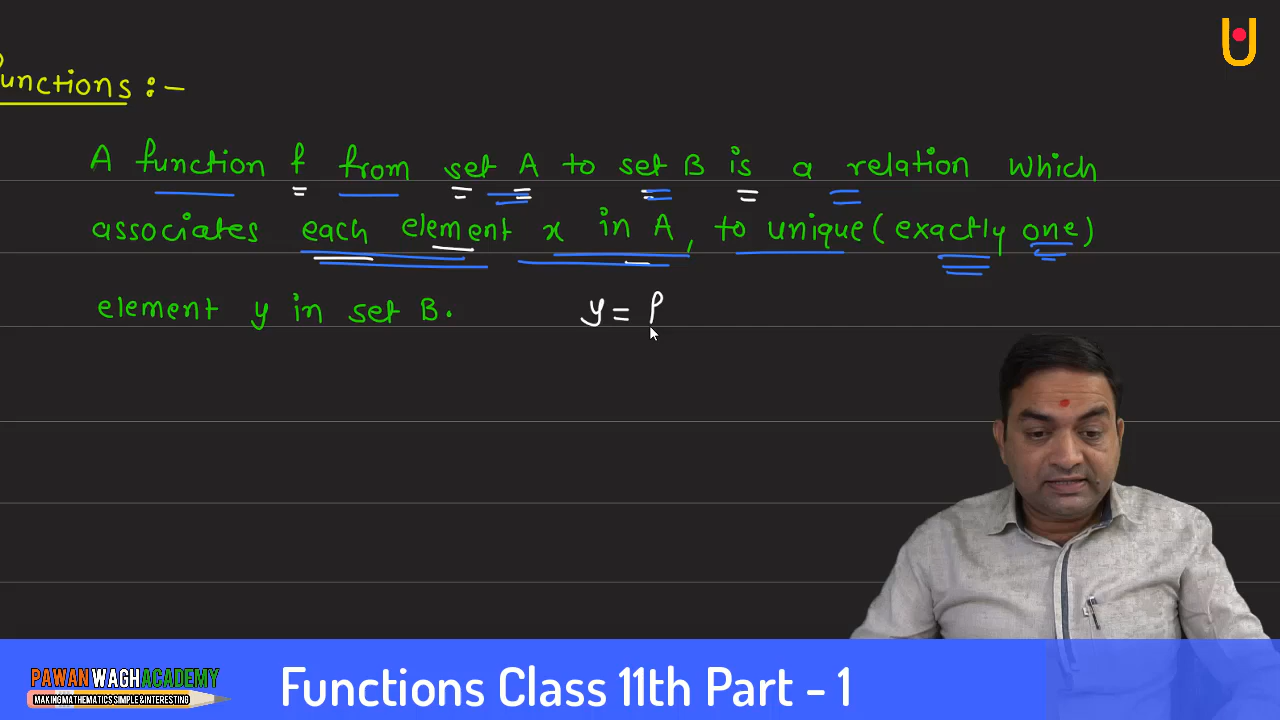 Functions :-
A function f from set A to set B is a relation which
associates each element x in A, to unique (exactly one)
element y in set B.
y = f
PAWAN WAGH ACADEMY
MAKING MATHEMATICS SIMPLE & INTERESTING
Functions Class 11th Part - 1